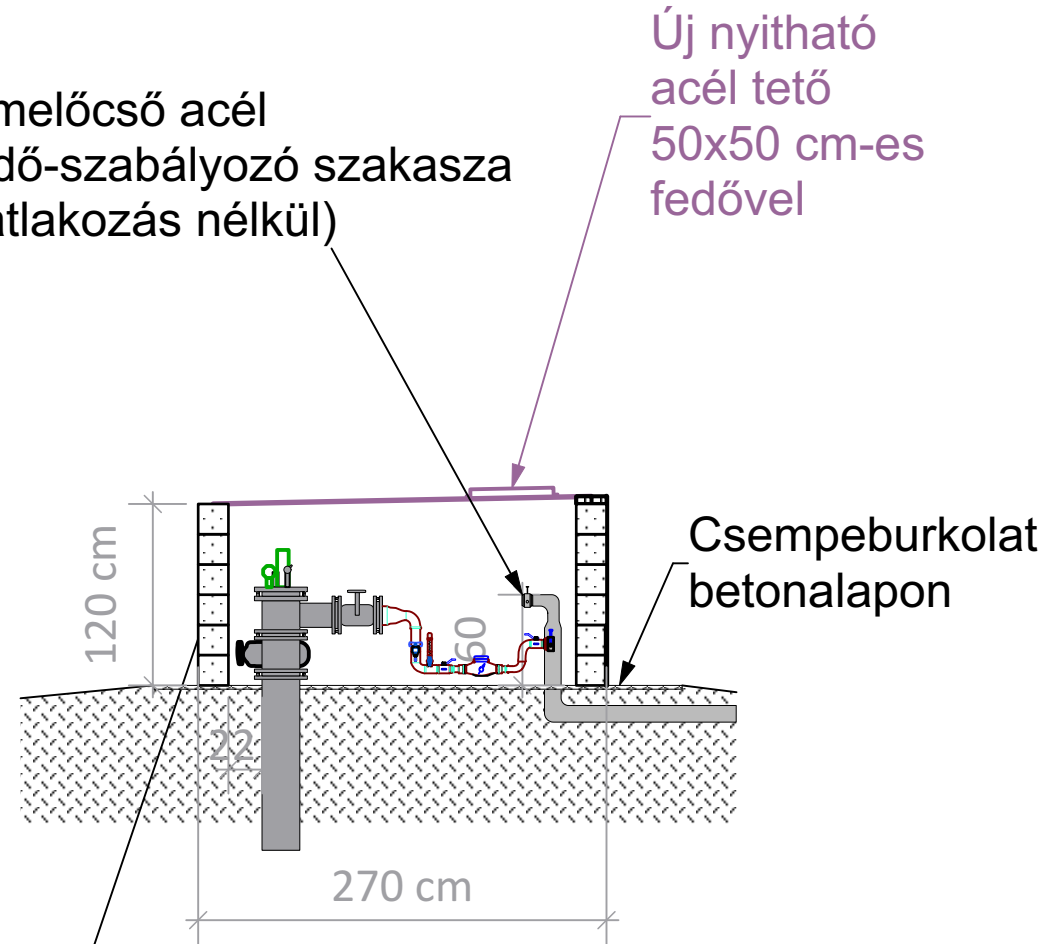 Új nyitható
acél tető
50x50 cm-es
fedővel
melőcső acél
dő-szabályozó szakasza
atlakozás nélkül)
Csempeburkolat
betonalapon
120 cm
60
22
270 cm